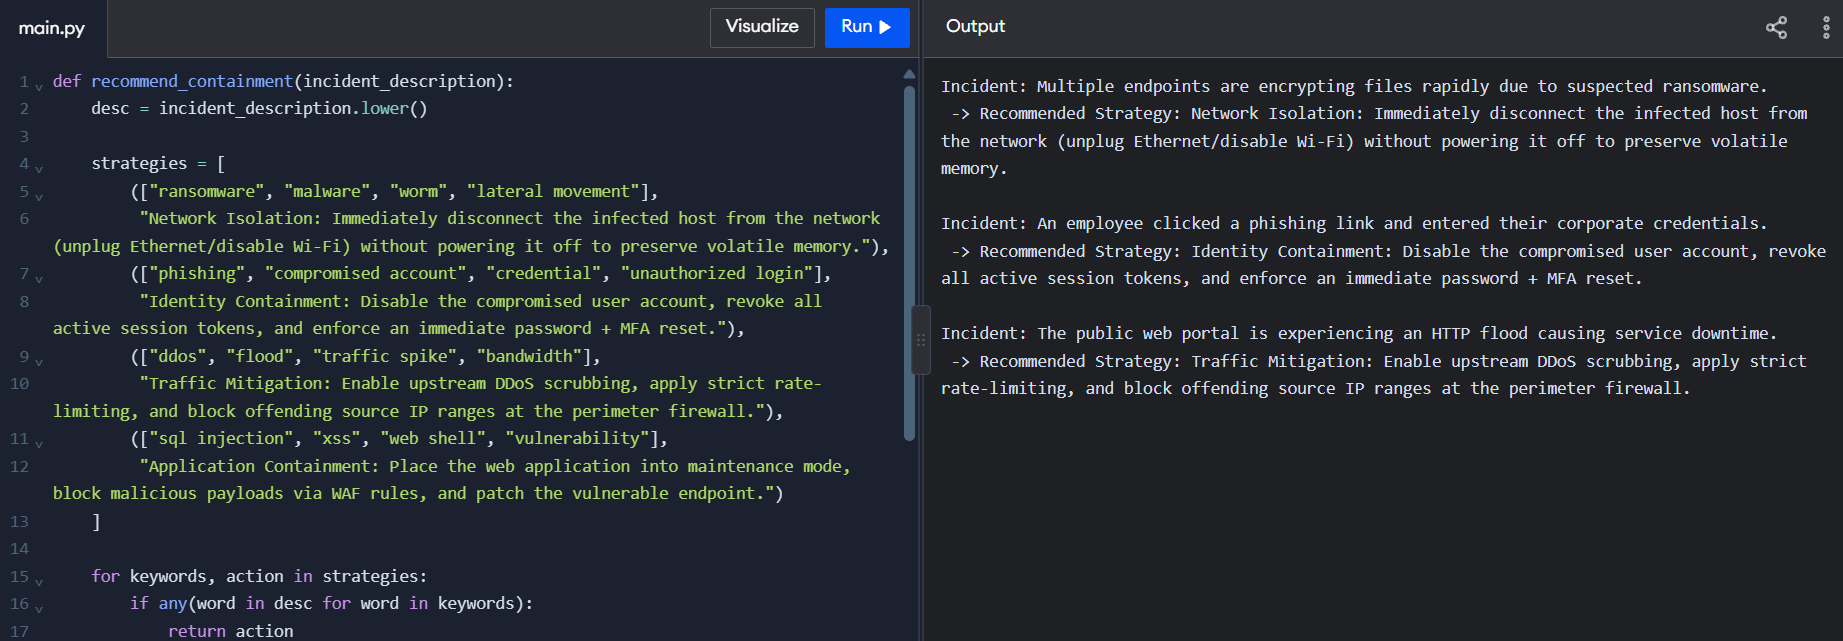 main.py
Visualize
Run
Output
1 def recommend_containment(incident_description):
2     desc = incident_description.lower()
3
4     strategies = [
5         (["ransomware", "malware", "worm", "lateral movement"],
6          "Network Isolation: Immediately disconnect the infected host from the network
(unplug Ethernet/disable Wi-Fi) without powering it off to preserve volatile memory."),
7         (["phishing", "compromised account", "credential", "unauthorized login"],
8          "Identity Containment: Disable the compromised user account, revoke all
active session tokens, and enforce an immediate password + MFA reset."),
9         (["ddos", "flood", "traffic spike", "bandwidth"],
10          "Traffic Mitigation: Enable upstream DDoS scrubbing, apply strict rate-
limiting, and block offending source IP ranges at the perimeter firewall."),
11         (["sql injection", "xss", "web shell", "vulnerability"],
12          "Application Containment: Place the web application into maintenance mode,
block malicious payloads via WAF rules, and patch the vulnerable endpoint.")
13     ]
14
15     for keywords, action in strategies:
16         if any(word in desc for word in keywords):
17             return action
Incident: Multiple endpoints are encrypting files rapidly due to suspected ransomware.
 -> Recommended Strategy: Network Isolation: Immediately disconnect the infected host from
the network (unplug Ethernet/disable Wi-Fi) without powering it off to preserve volatile
memory.
Incident: An employee clicked a phishing link and entered their corporate credentials.
 -> Recommended Strategy: Identity Containment: Disable the compromised user account, revoke
all active session tokens, and enforce an immediate password + MFA reset.
Incident: The public web portal is experiencing an HTTP flood causing service downtime.
 -> Recommended Strategy: Traffic Mitigation: Enable upstream DDoS scrubbing, apply strict
rate-limiting, and block offending source IP ranges at the perimeter firewall.